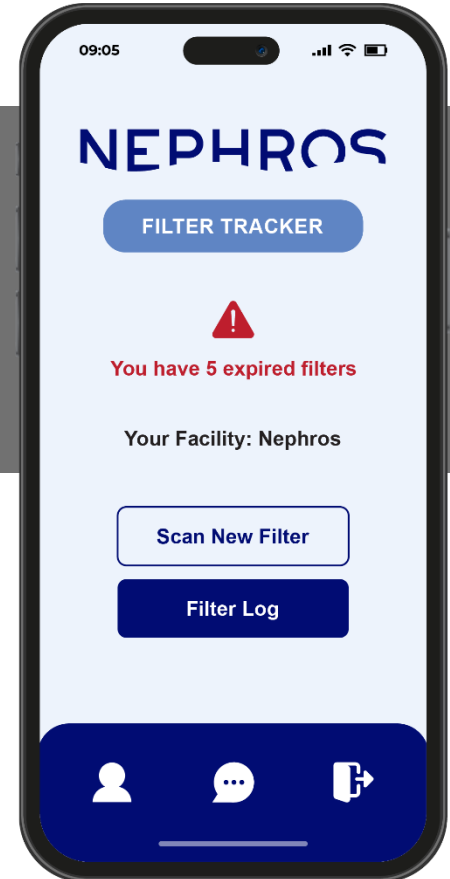 09:05
NEPHROS
FILTER TRACKER
You have 5 expired filters
Your Facility: Nephros
Scan New Filter
Filter Log